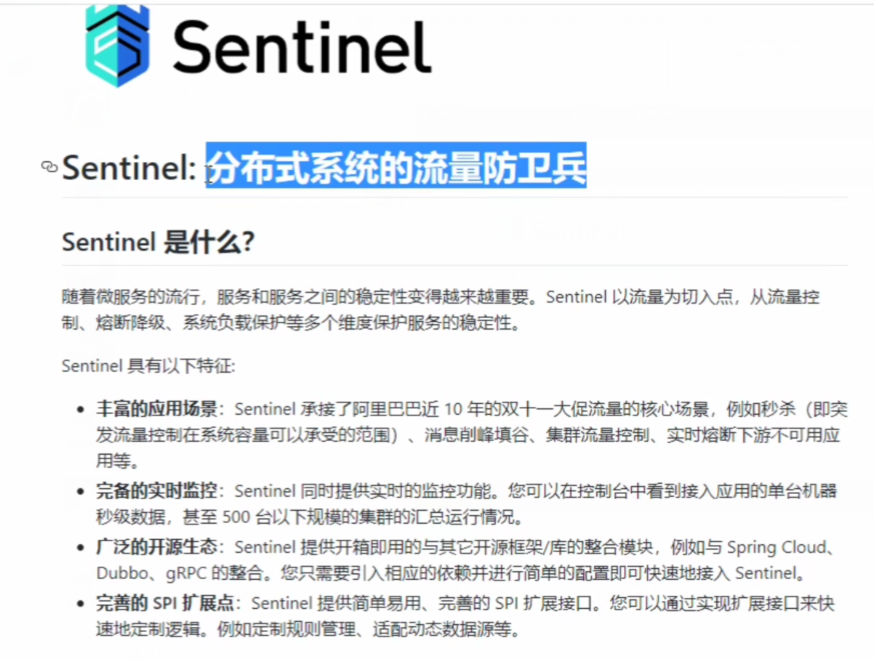 Sentinel
Sentinel: 分布式系统的流量防卫兵
Sentinel 是什么?
随着微服务的流行，服务和服务之间的稳定性变得越来越重要。Sentinel 以流量为切入点，从流量控
制、熔断降级、系统负载保护等多个维度保护服务的稳定性。
Sentinel 具有以下特征:
• 丰富的应用场景：Sentinel 承接了阿里巴巴近 10 年的双十一大促流量的核心场景，例如秒杀（即突
发流量控制在系统容量可以承受的范围）、消息削峰填谷、集群流量控制、实时熔断下游不可用应
用等。
• 完备的实时监控：Sentinel 同时提供实时的监控功能。您可以在控制台中看到接入应用的单台机器
秒级数据，甚至 500 台以下规模的集群的汇总运行情况。
• 广泛的开源生态：Sentinel 提供开箱即用的与其它开源框架/库的整合模块，例如与 Spring Cloud、
Dubbo、gRPC 的整合。您只需要引入相应的依赖并进行简单的配置即可快速地接入 Sentinel。
• 完善的 SPI 扩展点：Sentinel 提供简单易用、完善的 SPI 扩展接口。您可以通过实现扩展接口来快
速地定制逻辑。例如定制规则管理、适配动态数据源等。